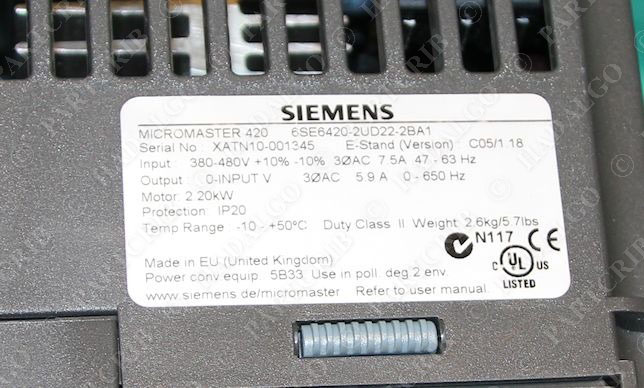 SIEMENS
MICROMASTER 420 6SE6420-2UD22-2BA1
Serial No: XATN10-001345 E-Stand (Version) : C05/1.18
Input : 380-480V +10% -10% 3ØAC 7.5A 47 - 63 Hz
Output : 0-INPUT V 3ØAC 5.9 A 0 - 650 Hz
Motor: 2.20kW
Protection: IP20
Temp Range : -10 - +50°C Duty Class II Weight: 2.6kg/5.7lbs
N117 CE
Made in EU (United Kingdom)
C UL US
Power conv.equip. 5B33. Use in poll. deg 2 env.
LISTED
www.siemens.de/micromaster Refer to user manual.
PARTCRIB
HABALGO